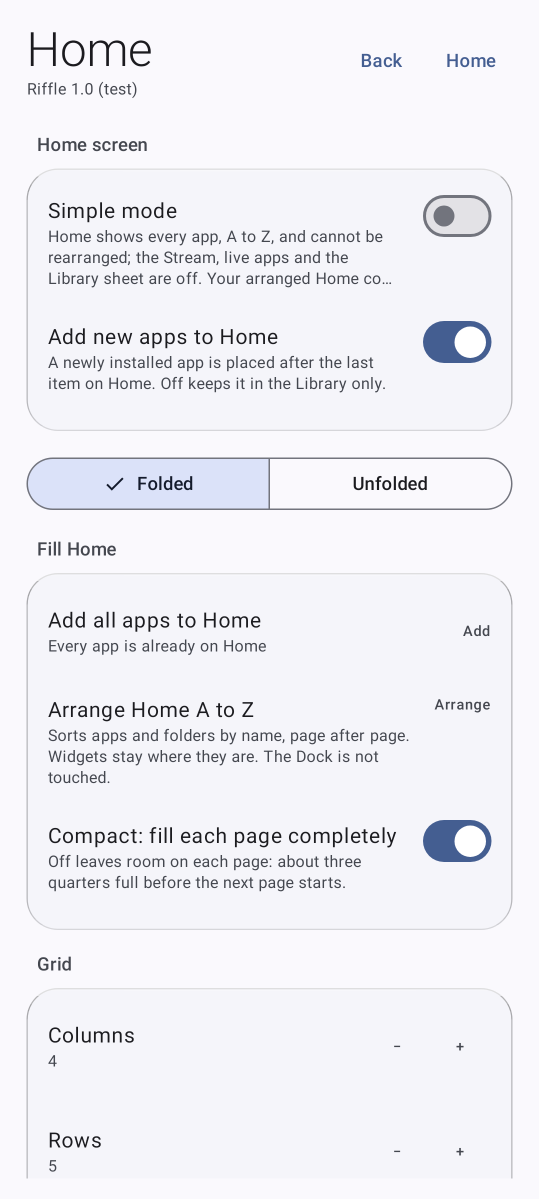 Home
Back
Home
Riffle 1.0 (test)
Home screen
Simple mode
Home shows every app, A to Z, and cannot be
rearranged; the Stream, live apps and the
Library sheet are off. Your arranged Home co…
Add new apps to Home
A newly installed app is placed after the last
item on Home. Off keeps it in the Library only.
Folded
Unfolded
Fill Home
Add all apps to Home
Every app is already on Home
Add
Arrange Home A to Z
Arrange
Sorts apps and folders by name, page after page.
Widgets stay where they are. The Dock is not
touched.
Compact: fill each page completely
Off leaves room on each page: about three
quarters full before the next page starts.
Grid
Columns
4
− +
Rows
5
− +